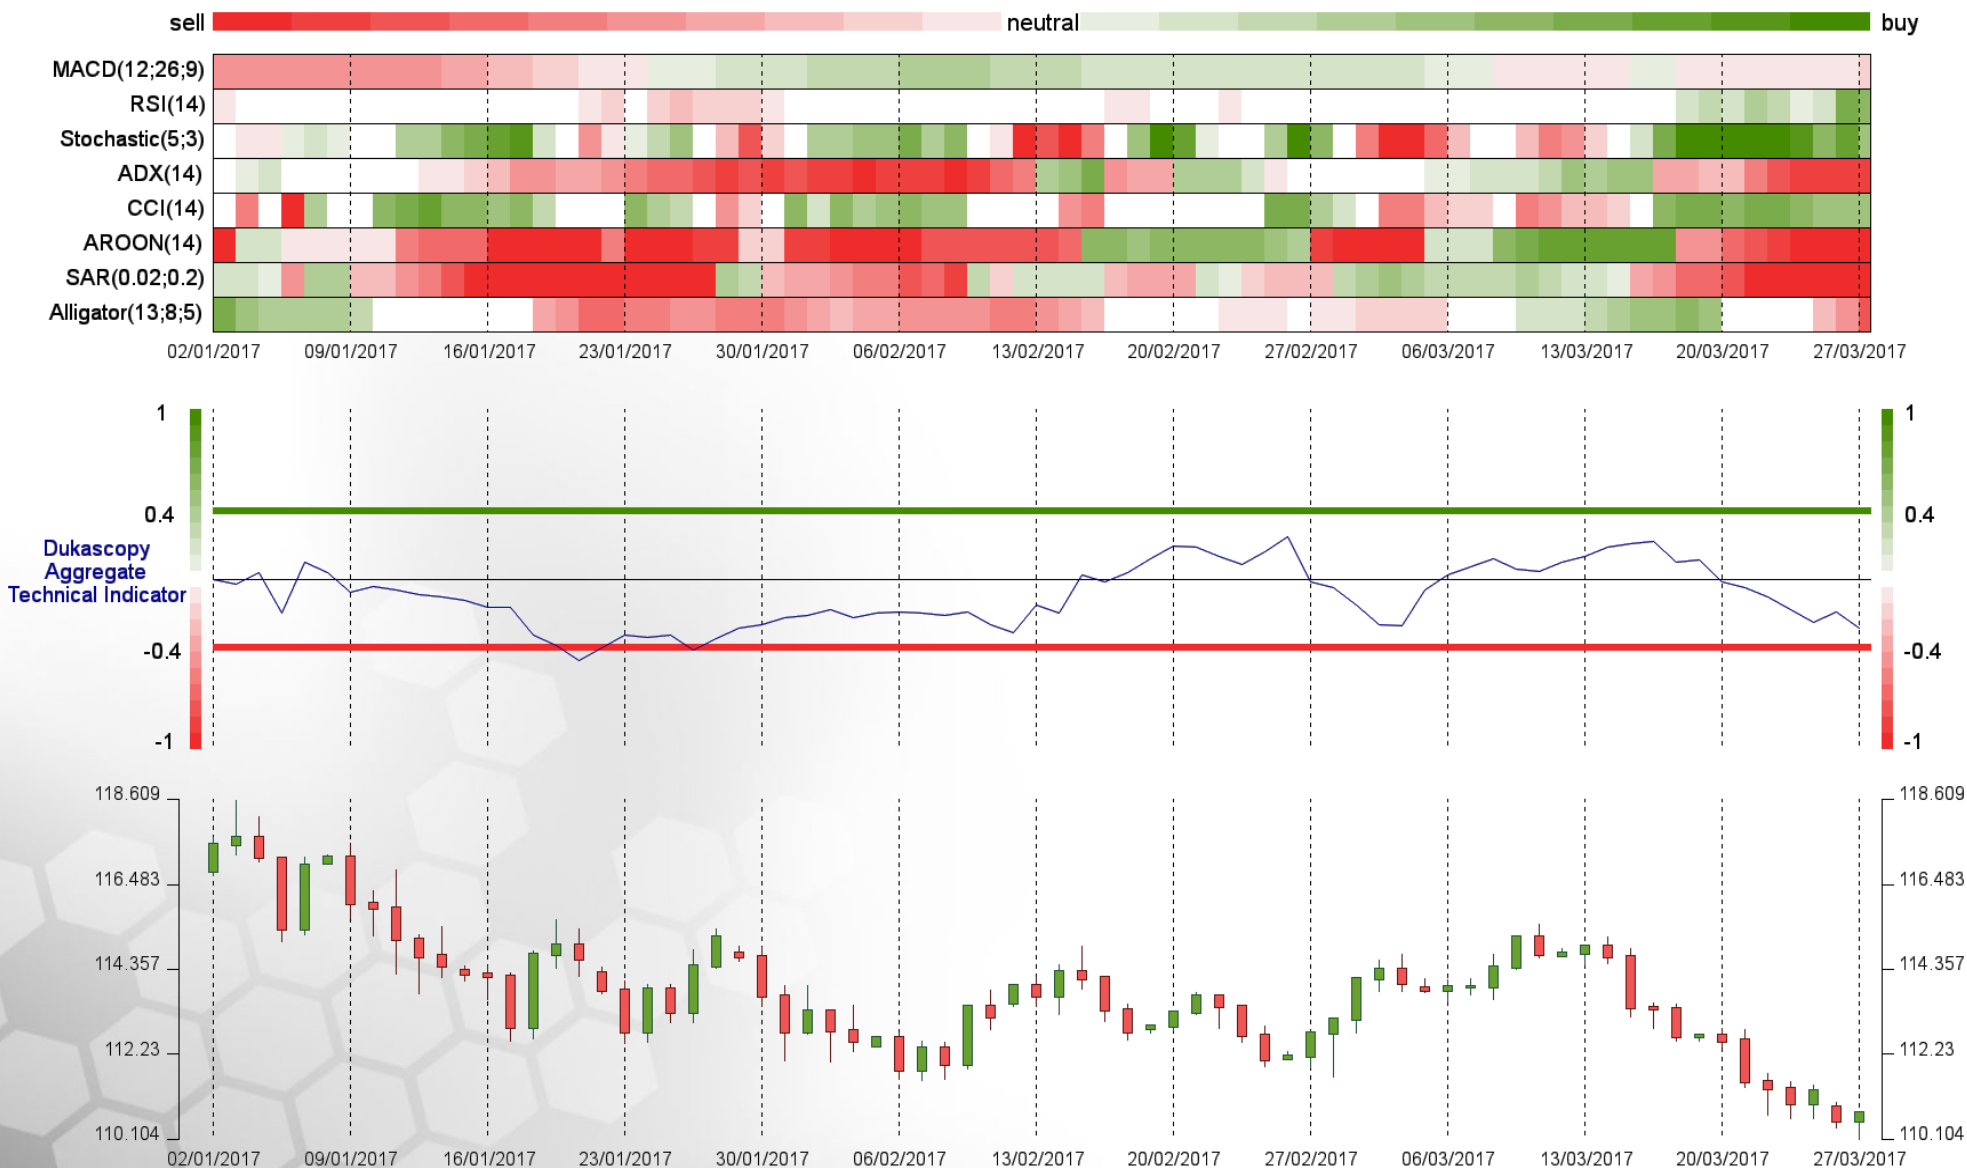 sell neutral buy
MACD(12;26;9)
RSI(14)
Stochastic(5;3)
ADX(14)
CCI(14)
AROON(14)
SAR(0.02;0.2)
Alligator(13;8;5)
02/01/2017 09/01/2017 16/01/2017 23/01/2017 30/01/2017 06/02/2017 13/02/2017 20/02/2017 27/02/2017 06/03/2017 13/03/2017 20/03/2017 27/03/2017
1 1
0.4 0.4
Dukascopy
Aggregate
Technical Indicator
-0.4 -0.4
-1 -1
118.609 118.609
116.483 116.483
114.357 114.357
112.23 112.23
110.104 110.104
02/01/2017 09/01/2017 16/01/2017 23/01/2017 30/01/2017 06/02/2017 13/02/2017 20/02/2017 27/02/2017 06/03/2017 13/03/2017 20/03/2017 27/03/2017